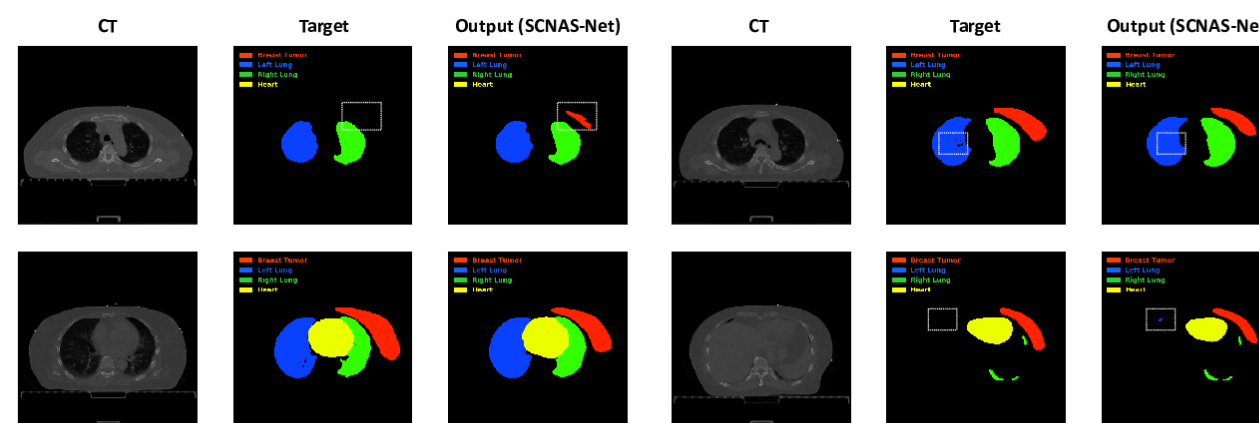 CT Target Output (SCNAS-Net) CT Target Output (SCNAS-Ne
Breast Tumor
Left Lung
Right Lung
Heart
Breast Tumor
Left Lung
Right Lung
Heart
Breast Tumor
Left Lung
Right Lung
Heart
Breast Tumor
Left Lung
Right Lung
Heart
Breast Tumor
Left Lung
Right Lung
Heart
Breast Tumor
Left Lung
Right Lung
Heart
Breast Tumor
Left Lung
Right Lung
Heart
Breast Tumor
Left Lung
Right Lung
Heart